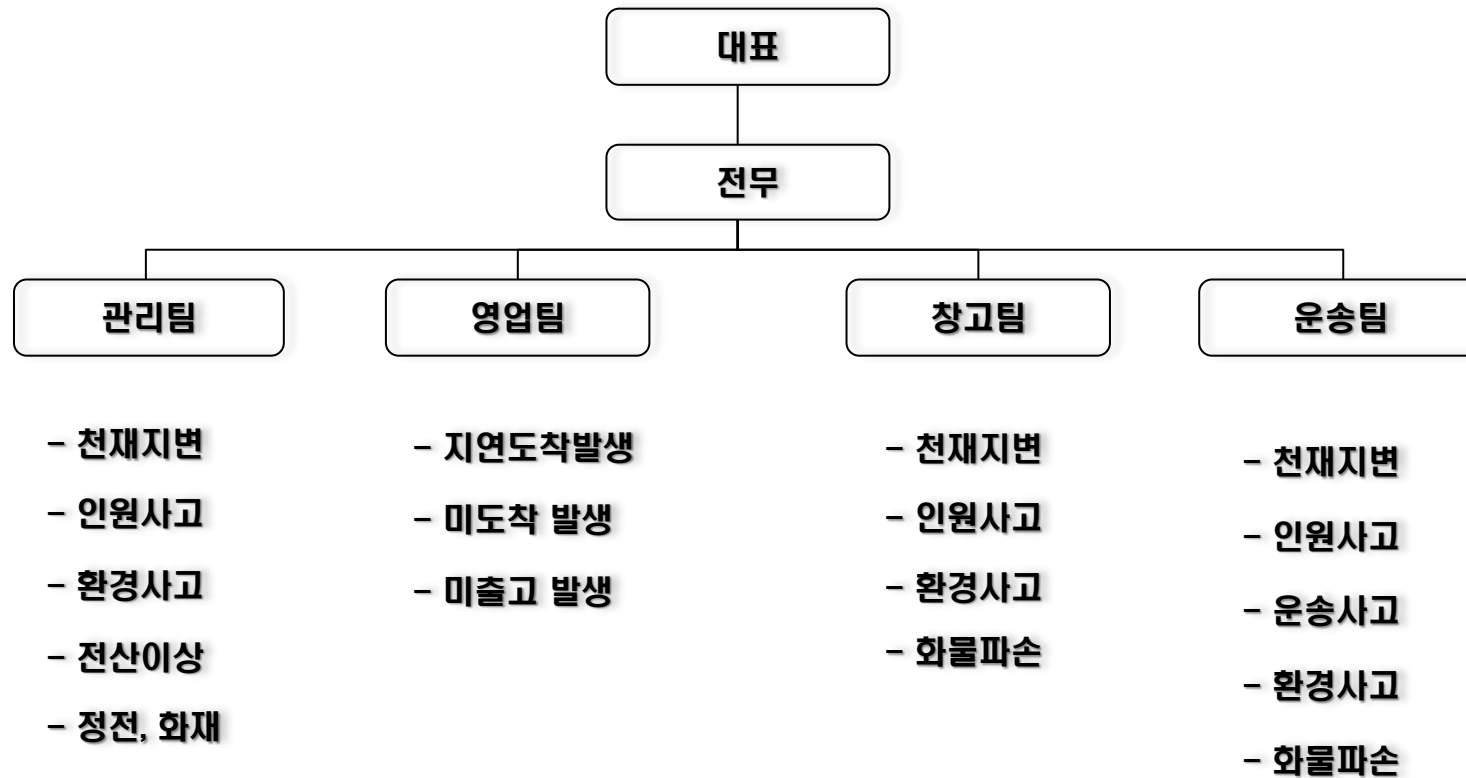 대표
전무
관리팀
영업팀
창고팀
운송팀
- 천재지변
- 인원사고
- 환경사고
- 전산이상
- 정전, 화재
- 지연도착발생
- 미도착 발생
- 미출고 발생
- 천재지변
- 인원사고
- 환경사고
- 화물파손
- 천재지변
- 인원사고
- 운송사고
- 환경사고
- 화물파손